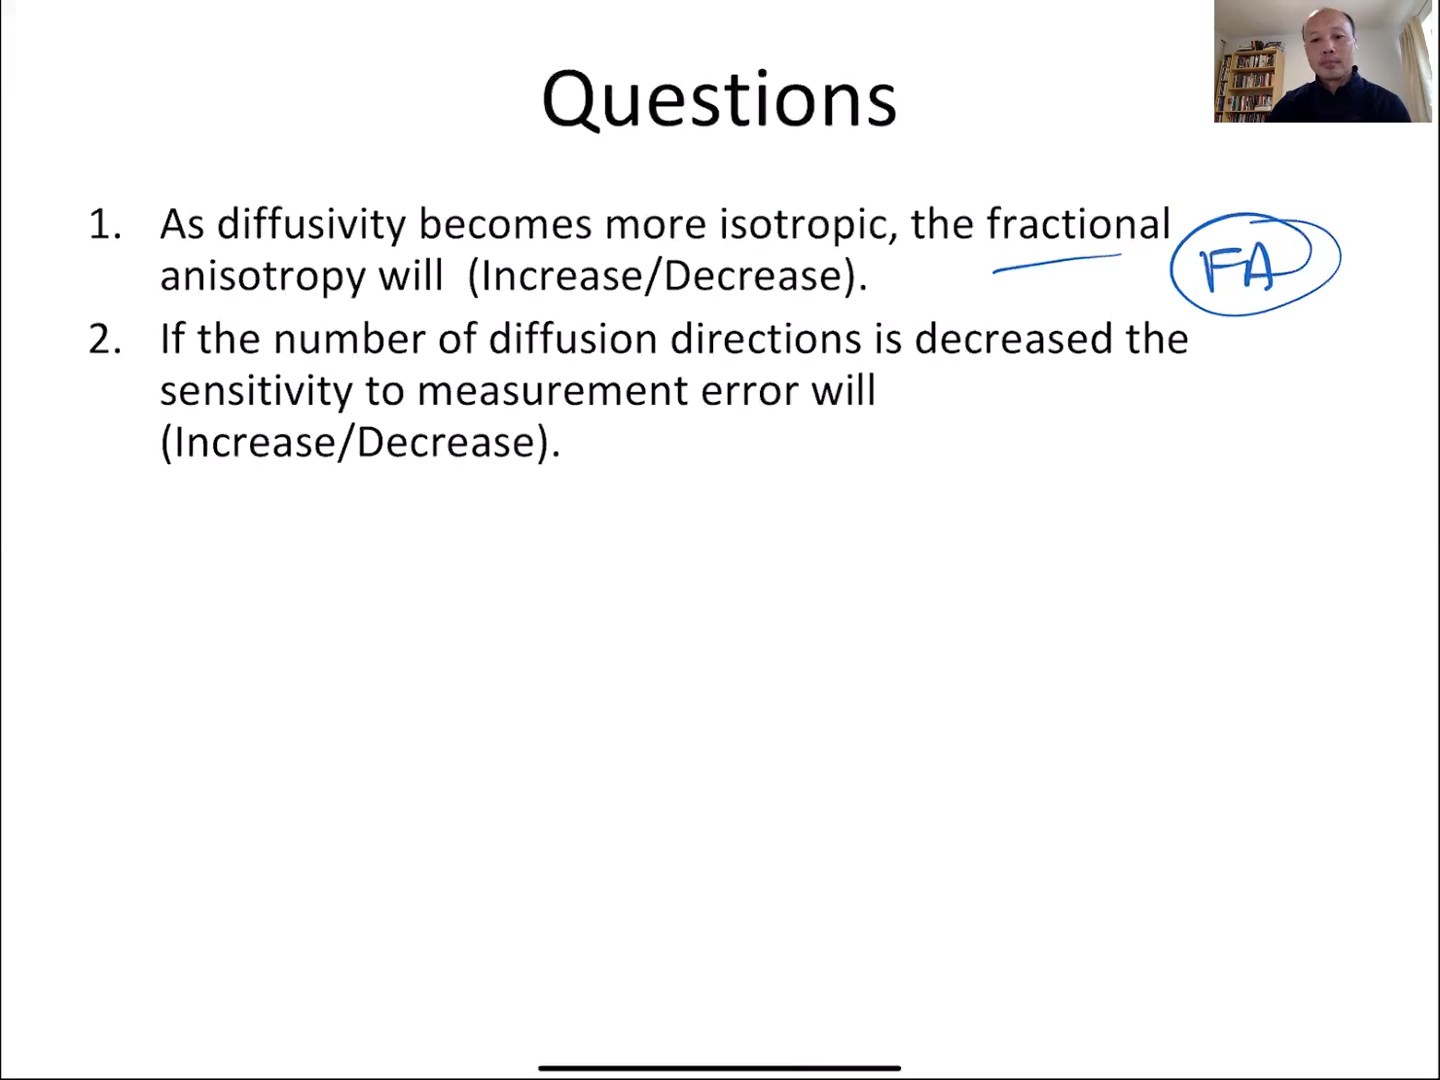 Questions
1. As diffusivity becomes more isotropic, the fractional
anisotropy will (Increase/Decrease).
FA
2. If the number of diffusion directions is decreased the
sensitivity to measurement error will
(Increase/Decrease).